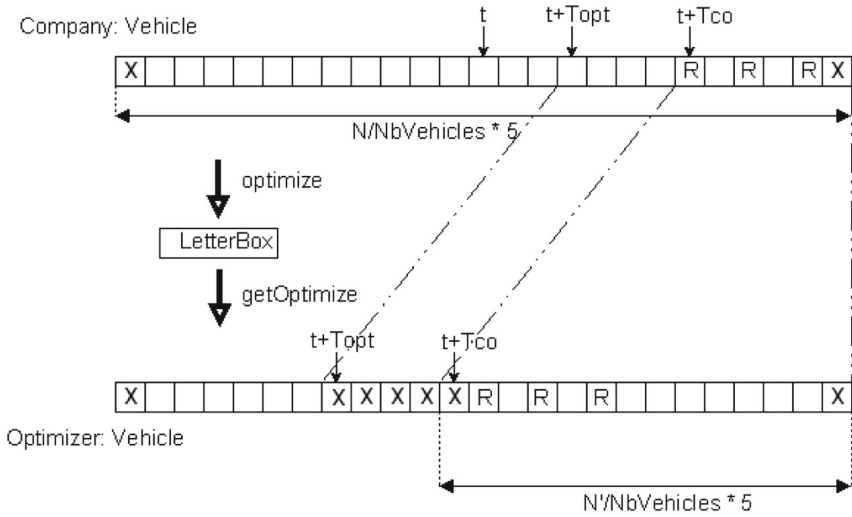 t t+Topt t+Tco
Company: Vehicle
X R R R X
N/NbVehicles * 5
optimize
LetterBox
getOptimize
t+Topt t+Tco
X X X X X X R R R X
Optimizer: Vehicle
N'/NbVehicles * 5